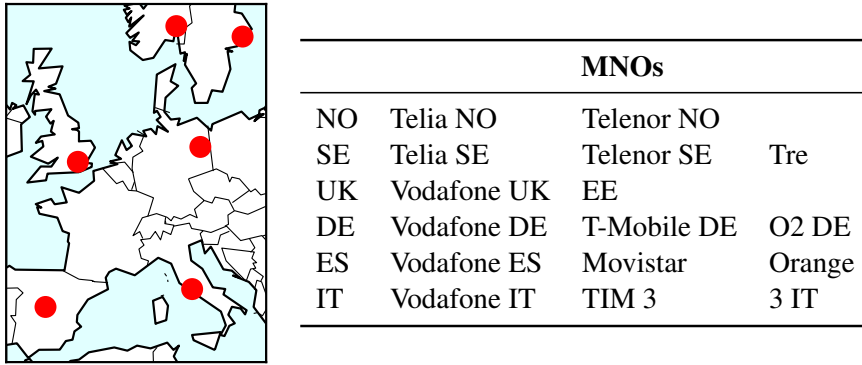 MNOs
NO Telia NO Telenor NO
SE Telia SE Telenor SE Tre
UK Vodafone UK EE
DE Vodafone DE T-Mobile DE O2 DE
ES Vodafone ES Movistar Orange
IT Vodafone IT TIM 3 3 IT